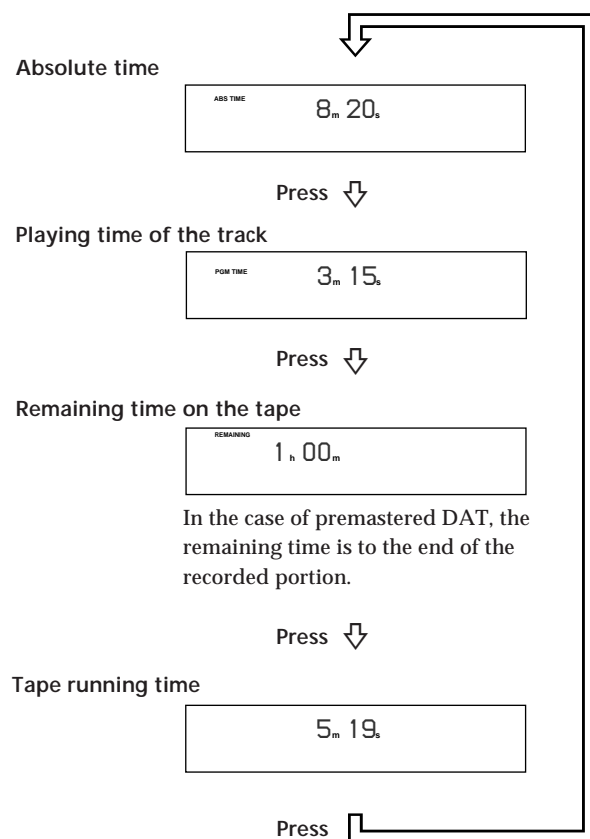 Absolute time
ABS TIME
8m 20s
Press
Playing time of the track
PGM TIME
3m 15s
Press
Remaining time on the tape
REMAINING
1h 00m
In the case of premastered DAT, the
remaining time is to the end of the
recorded portion.
Press
Tape running time
5m 19s
Press